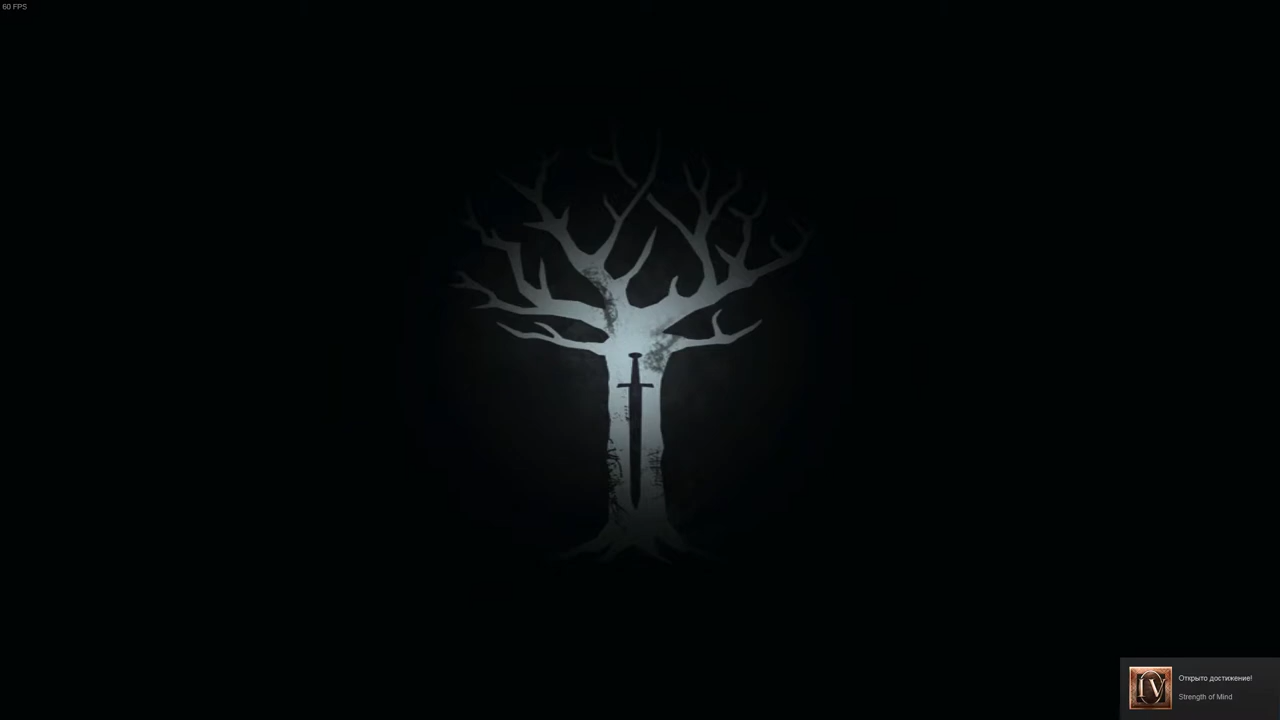 60 FPS
IV
Открыто достижение!
Strength of Mind